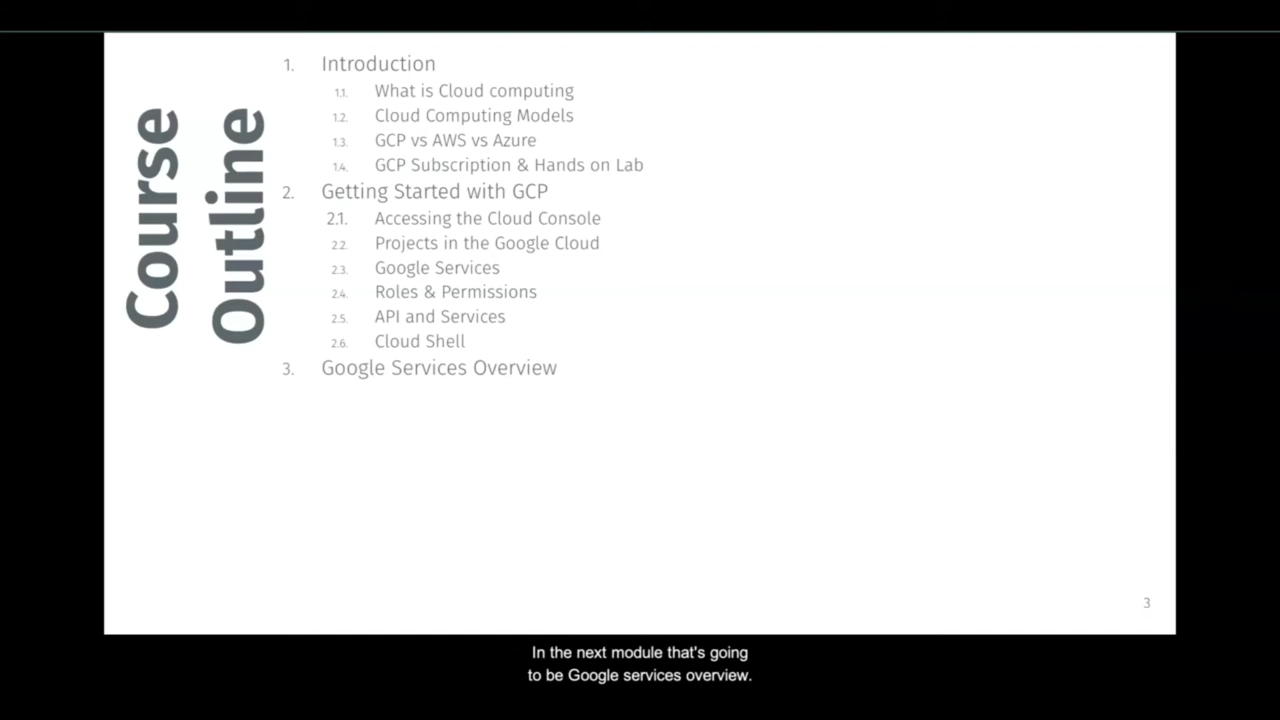 Course
Outline
1. Introduction
1.1. What is Cloud computing
1.2. Cloud Computing Models
1.3. GCP vs AWS vs Azure
1.4. GCP Subscription & Hands on Lab
2. Getting Started with GCP
2.1. Accessing the Cloud Console
2.2. Projects in the Google Cloud
2.3. Google Services
2.4. Roles & Permissions
2.5. API and Services
2.6. Cloud Shell
3. Google Services Overview
3
In the next module that's going
to be Google services overview.